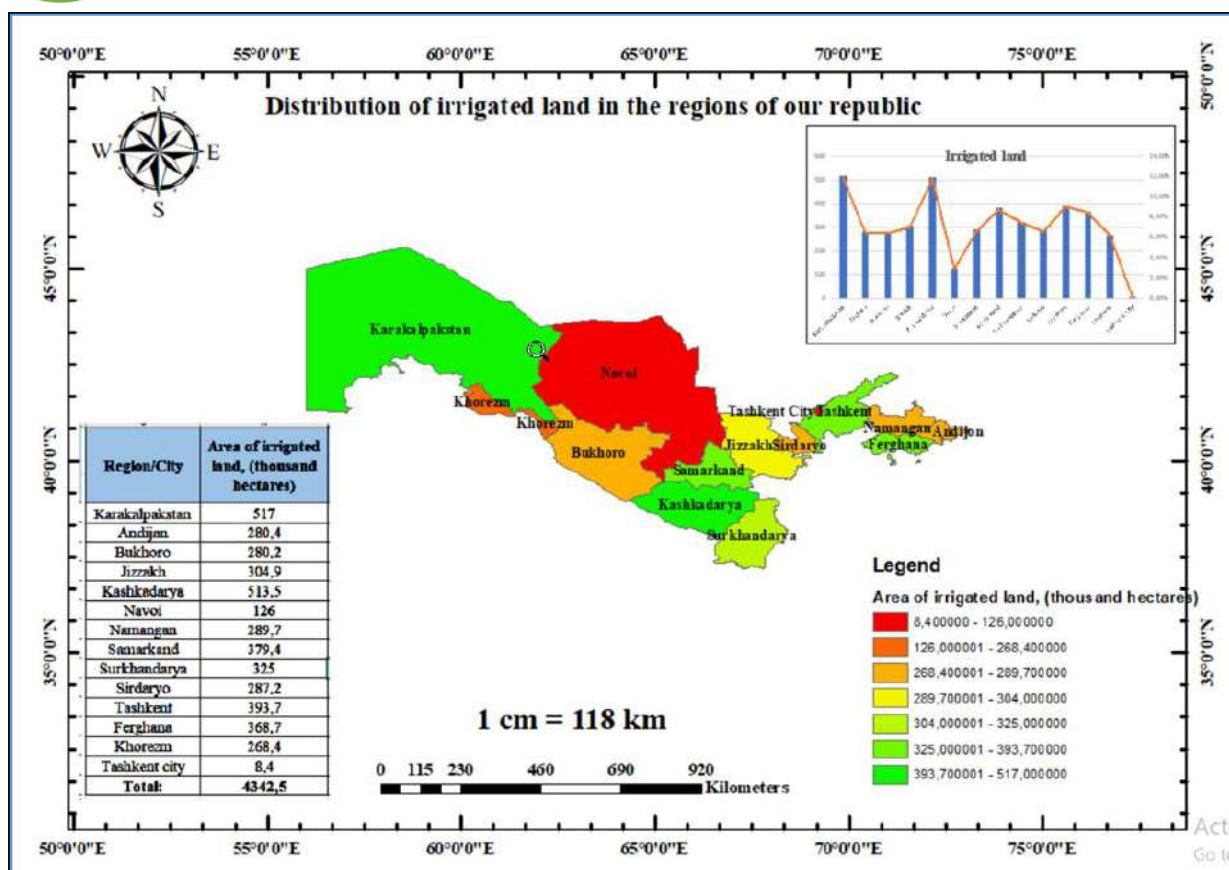 50°0'0"E 55°0'0"E 60°0'0"E 65°0'0"E 70°0'0"E 75°0'0"E
50°0'0"N 50°0'0"N
Distribution of irrigated land in the regions of our republic
N
W E
S
Irrigated land
45°0'0"N 45°0'0"N
Karakalpakstan
Navoi
Khorezm
Khorezm
Tashkent City Tashkent
Namangan
Andijon
Bukhoro
Jizzakh Sirdaryo
Ferghana
Samarkand
Kashkadarya
Surkhandarya
40°0'0"N 40°0'0"N
Region/City Area of irrigated land, (thousand hectares)
Karakalpakstan 517
Andijan 280,4
Bukhoro 280,2
Jizzakh 304,9
Kashkadarya 513,5
Navoi 126
Namangan 289,7
Samarkand 379,4
Surkhandarya 325
Sirdaryo 287,2
Tashkent 393,7
Ferghana 368,7
Khorezm 268,4
Tashkent city 8,4
Total: 4342,5
Legend
Area of irrigated land, (thousand hectares)
8,400000 - 126,000000
126,000001 - 268,400000
268,400001 - 289,700000
289,700001 - 304,000000
304,000001 - 325,000000
325,000001 - 393,700000
393,700001 - 517,000000
35°0'0"N 35°0'0"N
1 cm = 118 km
0 115 230 460 690 920
Kilometers
50°0'0"E 55°0'0"E 60°0'0"E 65°0'0"E 70°0'0"E 75°0'0"E
Act
Go to